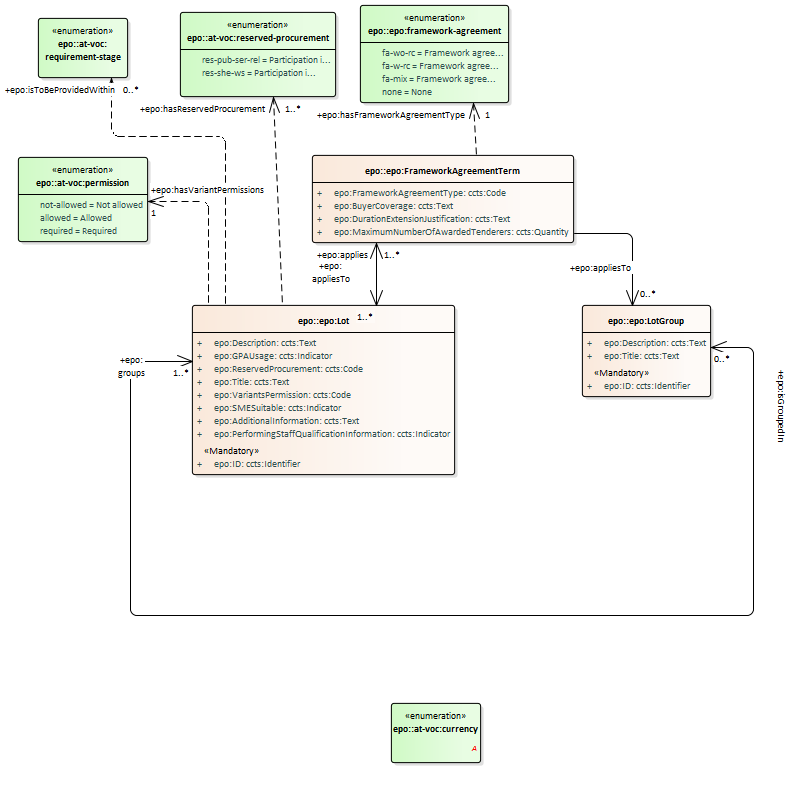 «enumeration»
epo::at-voc:
requirement-stage
«enumeration»
epo::at-voc:reserved-procurement
res-pub-ser-rel = Participation i...
res-she-ws = Participation i...
«enumeration»
epo::epo:framework-agreement
fa-wo-rc = Framework agree...
fa-w-rc = Framework agree...
fa-mix = Framework agree...
none = None
+epo:isToBeProvidedWithin 0..*
+epo:hasReservedProcurement 1..*
+epo:hasFrameworkAgreementType 1
«enumeration»
epo::at-voc:permission
not-allowed = Not allowed
allowed = Allowed
required = Required
+epo:hasVariantPermissions
1
epo::epo:FrameworkAgreementTerm
+ epo:FrameworkAgreementType: ccts:Code
+ epo:BuyerCoverage: ccts:Text
+ epo:DurationExtensionJustification: ccts:Text
+ epo:MaximumNumberOfAwardedTenderers: ccts:Quantity
+epo:applies 1..*
+epo:
appliesTo
+epo:appliesTo
0..*
1..*
epo::epo:Lot
+ epo:Description: ccts:Text
+ epo:GPAUsage: ccts:Indicator
+ epo:ReservedProcurement: ccts:Code
+ epo:Title: ccts:Text
+ epo:VariantsPermission: ccts:Code
+ epo:SMESuitable: ccts:Indicator
+ epo:AdditionalInformation: ccts:Text
+ epo:PerformingStaffQualificationInformation: ccts:Indicator
«Mandatory»
+ epo:ID: ccts:Identifier
+epo:
groups
1..*
epo::epo:LotGroup
+ epo:Description: ccts:Text
+ epo:Title: ccts:Text
«Mandatory»
+ epo:ID: ccts:Identifier
0..*
+epo:isGroupedIn
«enumeration»
epo::at-voc:currency
A